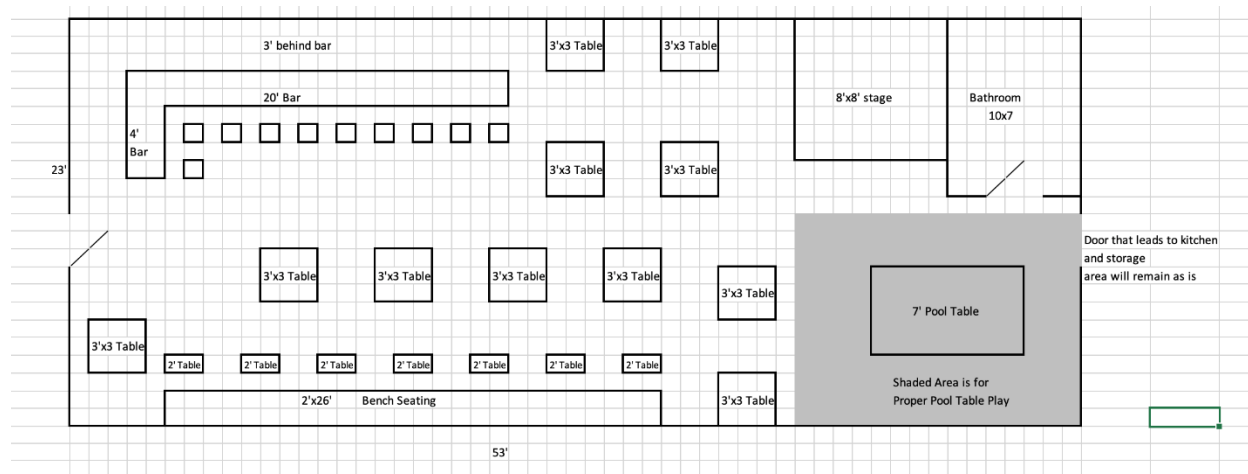 3' behind bar
3'x3 Table
3'x3 Table
20' Bar
8'x8' stage
Bathroom
10x7
4'
Bar
23'
3'x3 Table
3'x3 Table
Door that leads to kitchen
and storage
area will remain as is
3'x3 Table
3'x3 Table
3'x3 Table
3'x3 Table
3'x3 Table
7' Pool Table
3'x3 Table
2' Table
2' Table
2' Table
2' Table
2' Table
2' Table
2' Table
Shaded Area is for
Proper Pool Table Play
2'x26' Bench Seating
3'x3 Table
53'